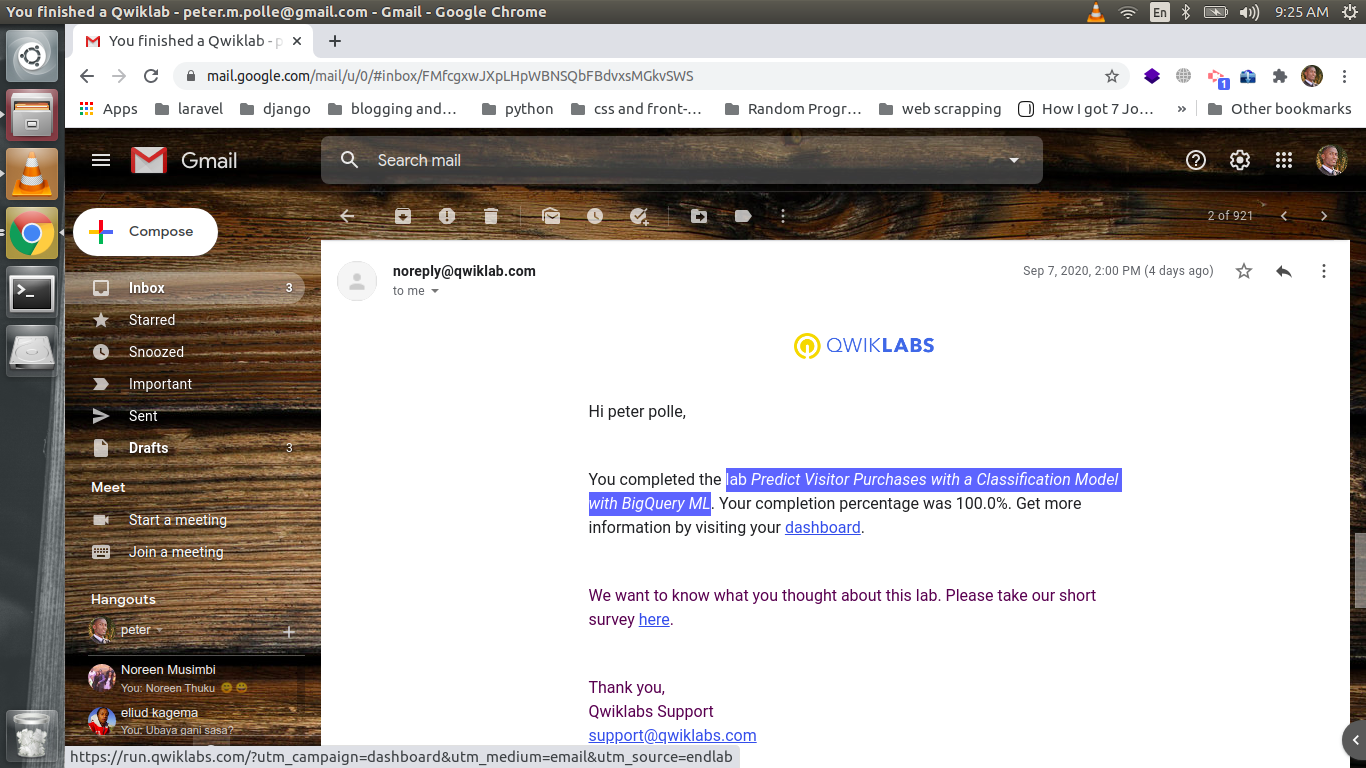 You finished a Qwiklab - peter.m.polle@gmail.com - Gmail - Google Chrome
En
9:25 AM
You finished a Qwiklab - p
mail.google.com/mail/u/0/#inbox/FMfcgxwJXpLHpWBNSQbFBdvxsMGkvSWS
1
Apps laravel django blogging and... python css and front-... Random Progr... web scrapping How I got 7 Jo... » Other bookmarks
Gmail
Search mail
Compose
2 of 921
Inbox 3
Starred
Snoozed
Important
Sent
Drafts 3
Meet
Start a meeting
Join a meeting
Hangouts
peter
Noreen Musimbi
You: Noreen Thuku
eliud kagema
You: Ubaya gani sasa?
noreply@qwiklab.com
to me
Sep 7, 2020, 2:00 PM (4 days ago)
QWIKLABS
Hi peter polle,
You completed the lab Predict Visitor Purchases with a Classification Model
with BigQuery ML. Your completion percentage was 100.0%. Get more
information by visiting your dashboard.
We want to know what you thought about this lab. Please take our short
survey here.
Thank you,
Qwiklabs Support
support@qwiklabs.com
https://run.qwiklabs.com/?utm_campaign=dashboard&utm_medium=email&utm_source=endlab